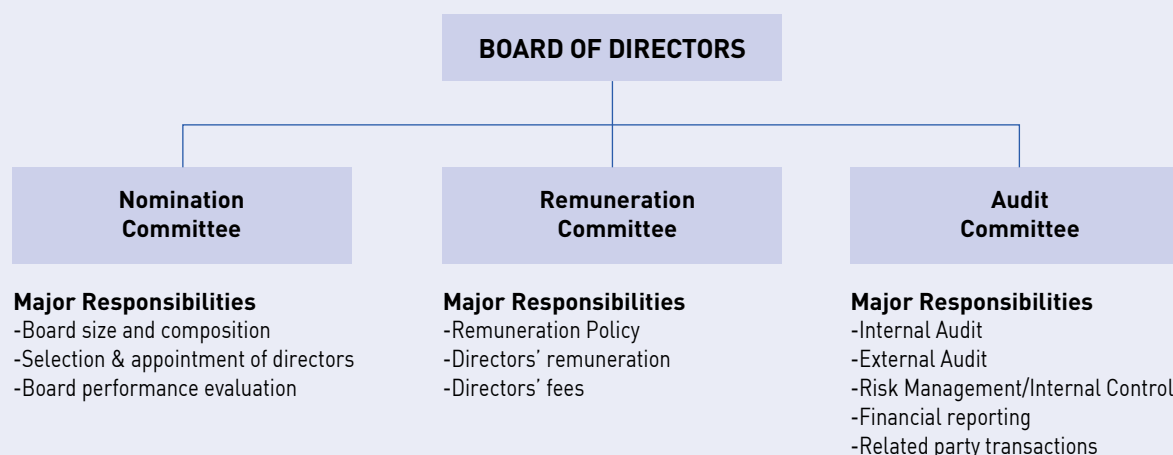 BOARD OF DIRECTORS
Nomination
Committee
Major Responsibilities
-Board size and composition
-Selection & appointment of directors
-Board performance evaluation
Remuneration
Committee
Major Responsibilities
-Remuneration Policy
-Directors’ remuneration
-Directors’ fees
Audit
Committee
Major Responsibilities
-Internal Audit
-External Audit
-Risk Management/Internal Control
-Financial reporting
-Related party transactions